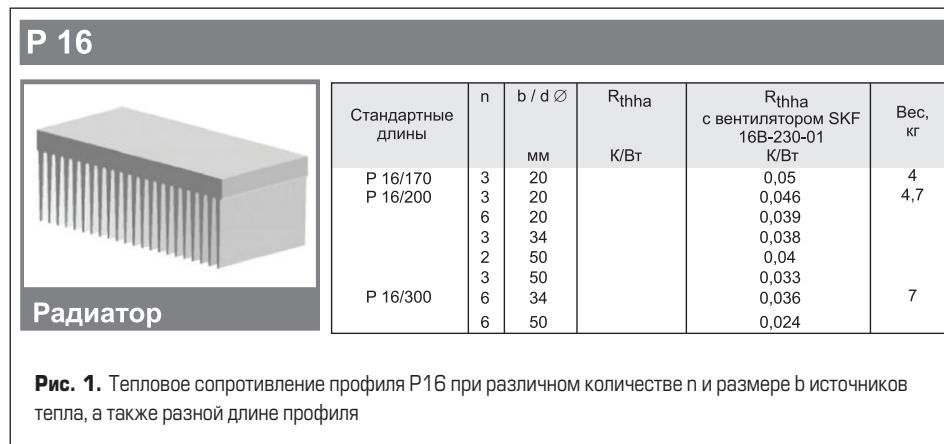 P 16
Радиатор
Стандартные длины | n | b / d ∅ мм | Rthha К/Вт | Rthha с вентилятором SKF 16В-230-01 К/Вт | Вес, кг
P 16/170 | 3 | 20 | | 0,05 | 4
P 16/200 | 3 | 20 | | 0,046 | 4,7
6 | 20 | | 0,039
3 | 34 | | 0,038
2 | 50 | | 0,04
3 | 50 | | 0,033
P 16/300 | 6 | 34 | | 0,036 | 7
6 | 50 | | 0,024
Рис. 1. Тепловое сопротивление профиля P16 при различном количестве n и размере b источников
тепла, а также разной длине профиля